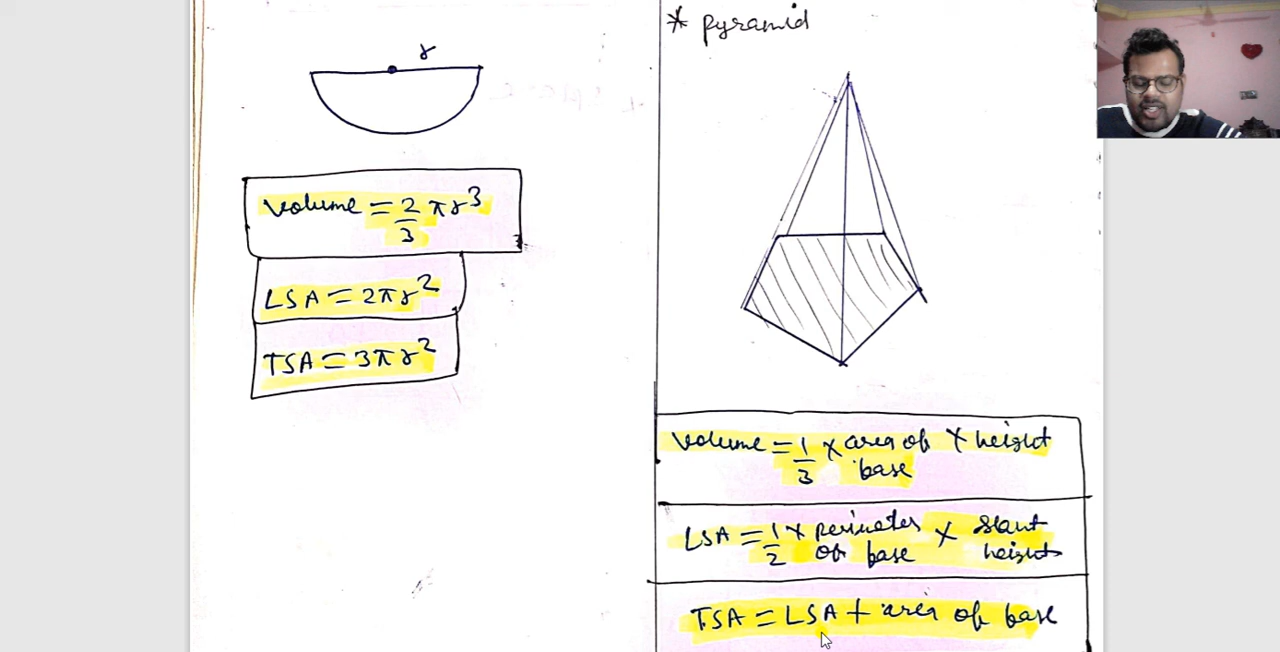 r
Volume = 2/3 πr³
LSA = 2πr²
TSA = 3πr²
* pyramid
Volume = 1/3 × area of base × height
LSA = 1/2 × perimeter of base × slant height
TSA = LSA + area of base